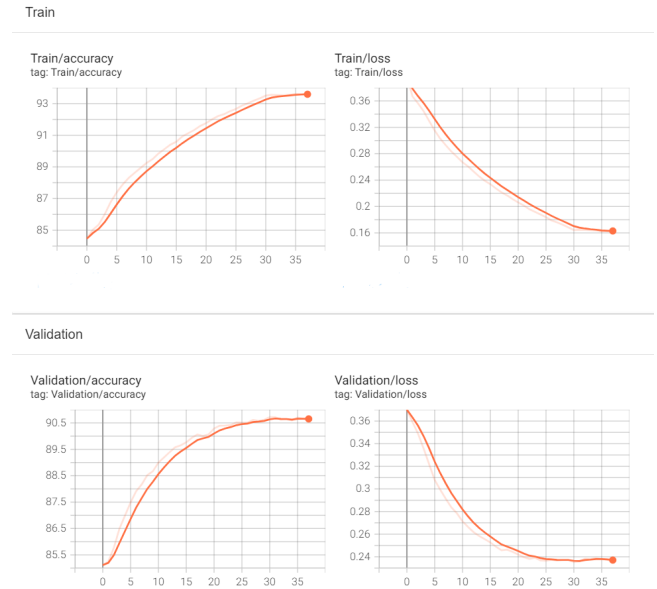 Train
Train/accuracy
tag: Train/accuracy
93
91
89
87
85
0 5 10 15 20 25 30 35
Train/loss
tag: Train/loss
0.36
0.32
0.28
0.24
0.2
0.16
0 5 10 15 20 25 30 35
Validation
Validation/accuracy
tag: Validation/accuracy
90.5
89.5
88.5
87.5
86.5
85.5
0 5 10 15 20 25 30 35
Validation/loss
tag: Validation/loss
0.36
0.34
0.32
0.3
0.28
0.26
0.24
0 5 10 15 20 25 30 35